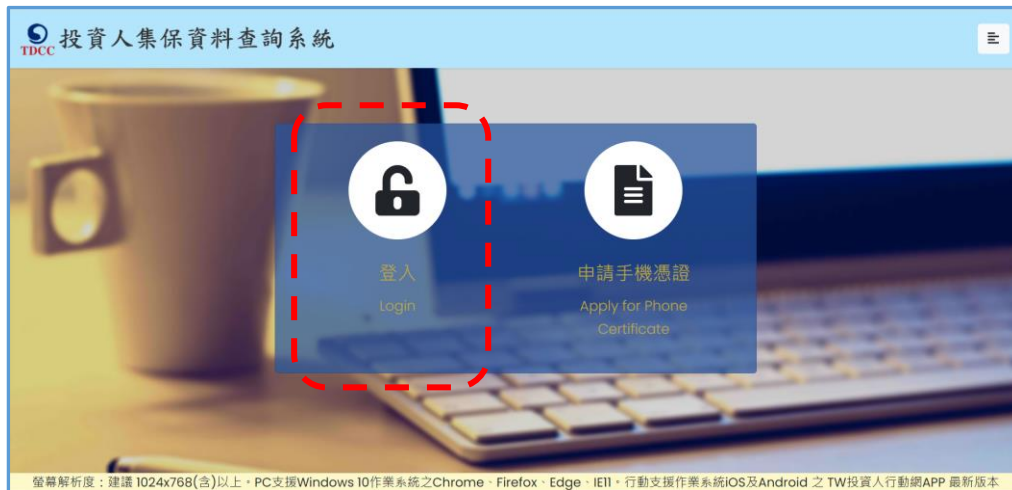 TDCC 投資人集保資料查詢系統
登入
Login
申請手機憑證
Apply for Phone
Certificate
螢幕解析度：建議 1024x768(含)以上。PC支援Windows 10作業系統之Chrome、Firefox、Edge、IE11。行動支援作業系統iOS及Android 之 TW投資人行動網APP 最新版本